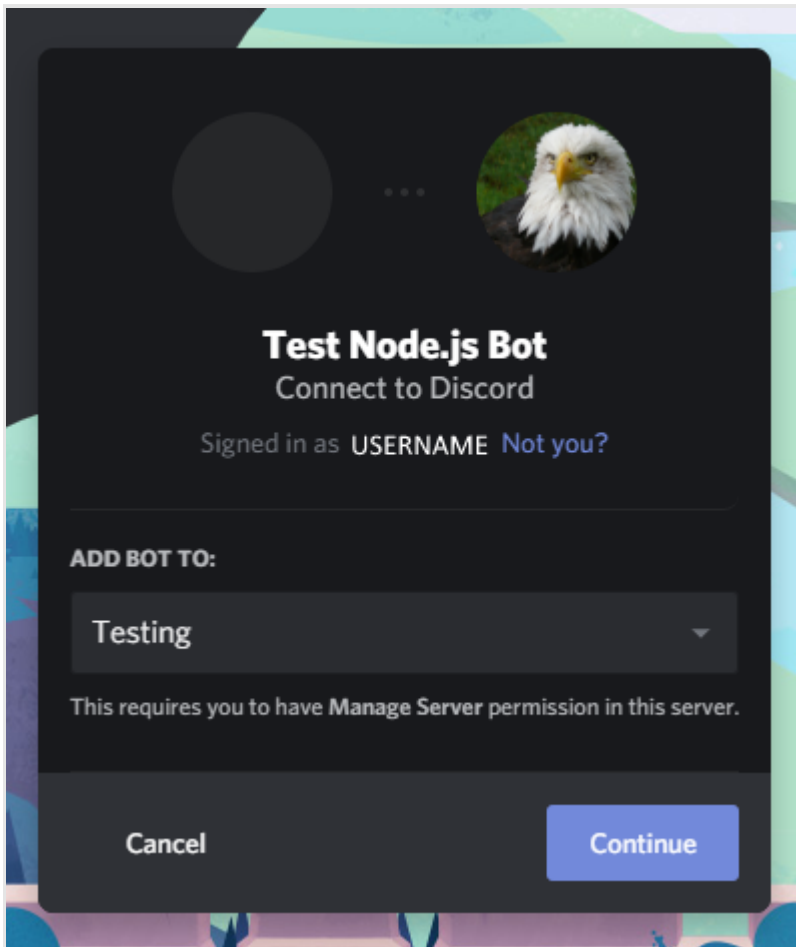 Test Node.js Bot
Connect to Discord
Signed in as USERNAME Not you?
ADD BOT TO:
Testing
This requires you to have Manage Server permission in this server.
Cancel Continue